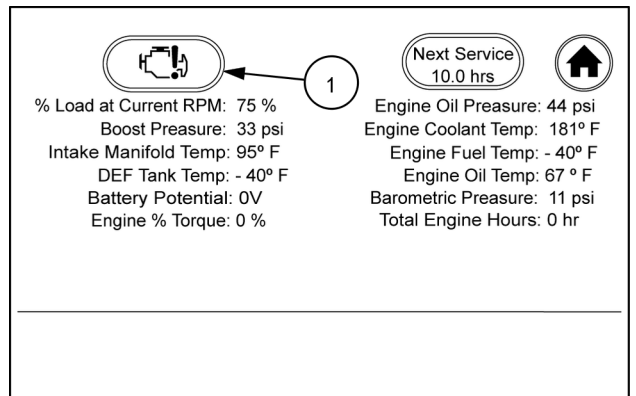 Next Service
10.0 hrs
1
% Load at Current RPM: 75 %
Boost Preasure: 33 psi
Intake Manifold Temp: 95º F
DEF Tank Temp: - 40º F
Battery Potential: 0V
Engine % Torque: 0 %
Engine Oil Preasure: 44 psi
Engine Coolant Temp: 181º F
Engine Fuel Temp: - 40º F
Engine Oil Temp: 67 º F
Barometric Preasure: 11 psi
Total Engine Hours: 0 hr